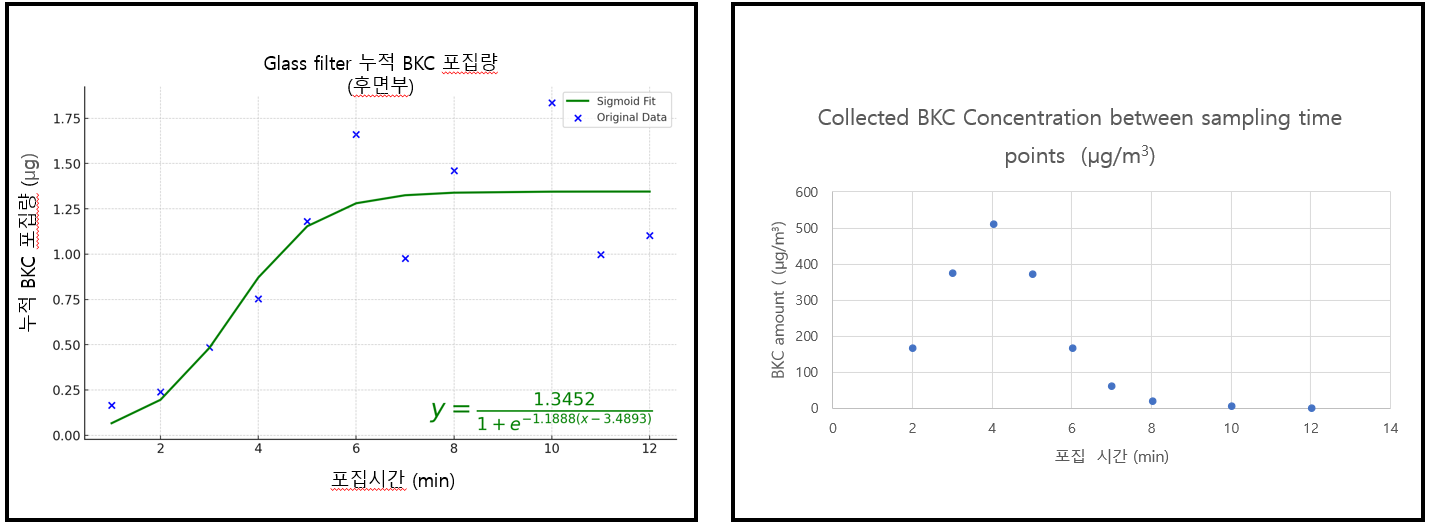 Glass filter 누적 BKC 포집량
(후면부)
Sigmoid Fit
Original Data
누적 BKC 포집량 (μg)
1.75
1.50
1.25
1.00
0.75
0.50
0.25
0.00
y = 1.3452 / 1 + e^−1.1888(x − 3.4893)
2 4 6 8 10 12
포집시간 (min)
Collected BKC Concentration between sampling time
points (μg/m³)
BKC amount ( (μg/m³)
600
500
400
300
200
100
0
0 2 4 6 8 10 12 14
포집 시간 (min)